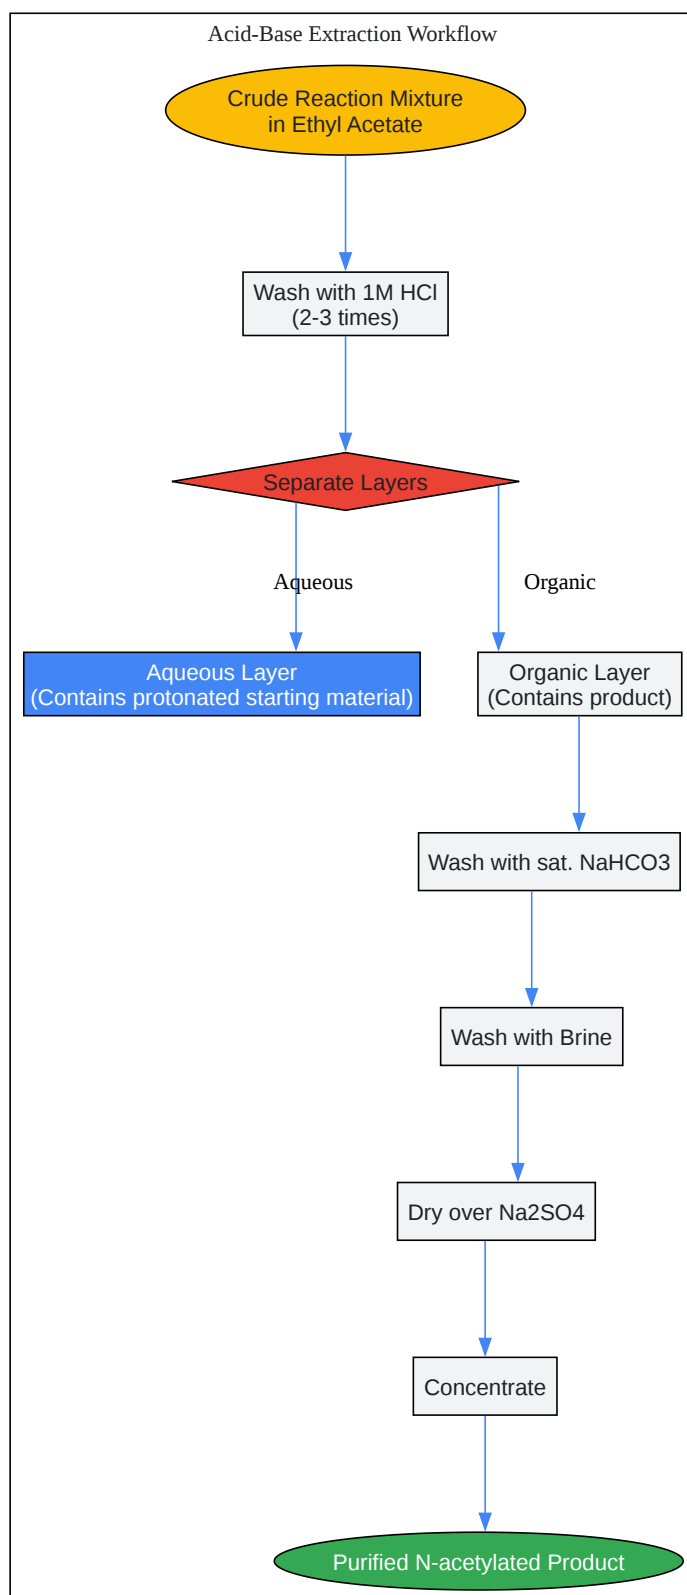 Acid-Base Extraction Workflow
Crude Reaction Mixture
in Ethyl Acetate
Wash with 1M HCl
(2-3 times)
Separate Layers
Aqueous
Organic
Aqueous Layer
(Contains protonated starting material)
Organic Layer
(Contains product)
Wash with sat. NaHCO3
Wash with Brine
Dry over Na2SO4
Concentrate
Purified N-acetylated Product